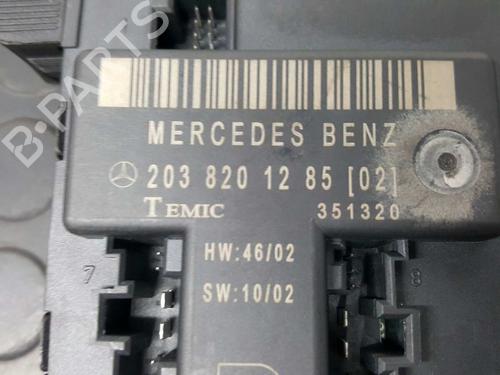 MERCEDES BENZ
203 820 12 85 [02]
TEMIC 351320
HW:46/02
SW:10/02
7 8
B-PARTS